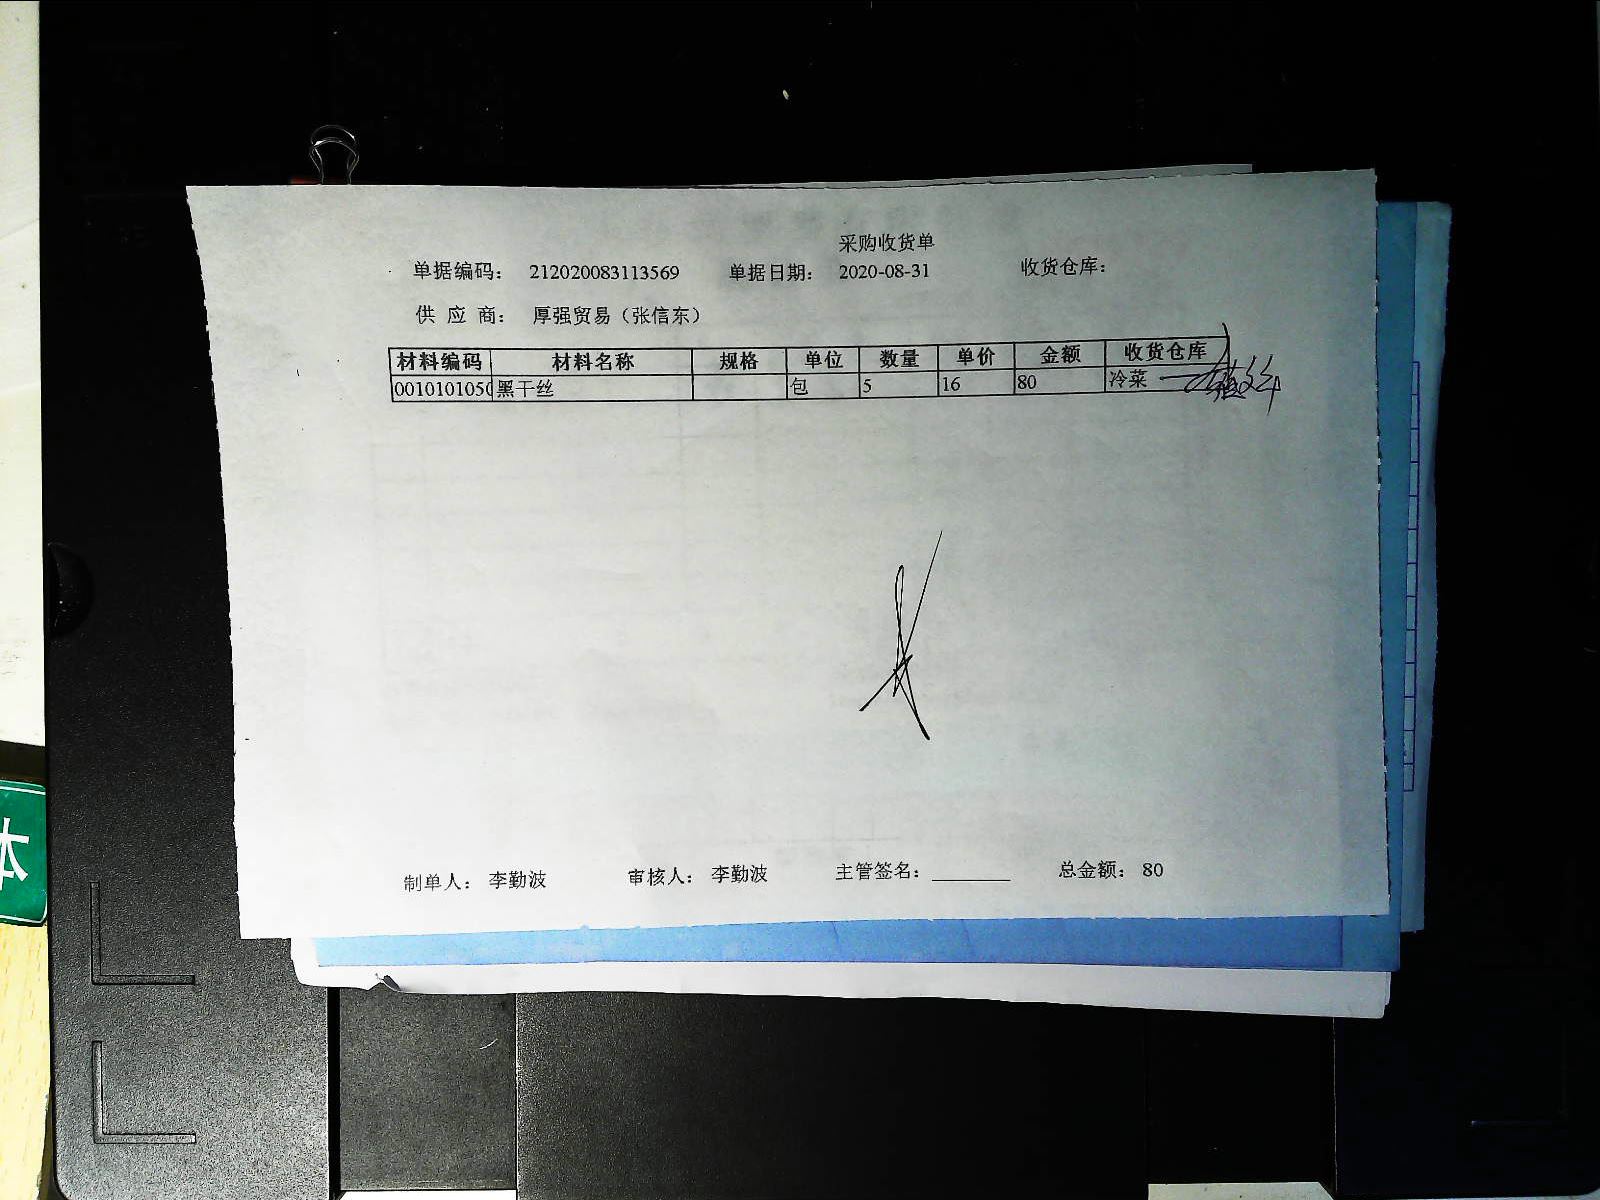 采购收货单
单据编码： 212020083113569 单据日期： 2020-08-31 收货仓库：
供 应 商： 厚强贸易（张信东）
材料编码 材料名称 规格 单位 数量 单价 金额 收货仓库
0010101050 黑干丝 包 5 16 80 冷菜
制单人： 李勤波 审核人： 李勤波 主管签名： 总金额： 80
本